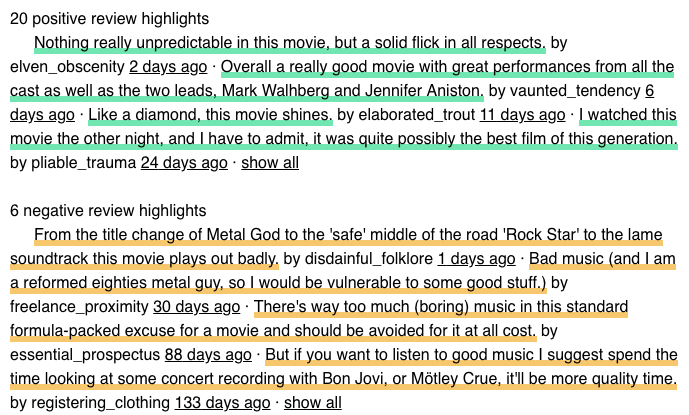 20 positive review highlights
Nothing really unpredictable in this movie, but a solid flick in all respects. by
elven_obscenity 2 days ago · Overall a really good movie with great performances from all the
cast as well as the two leads, Mark Walhberg and Jennifer Aniston. by vaunted_tendency 6
days ago · Like a diamond, this movie shines. by elaborated_trout 11 days ago · I watched this
movie the other night, and I have to admit, it was quite possibly the best film of this generation.
by pliable_trauma 24 days ago · show all
6 negative review highlights
From the title change of Metal God to the 'safe' middle of the road 'Rock Star' to the lame
soundtrack this movie plays out badly. by disdainful_folklore 1 days ago · Bad music (and I am
a reformed eighties metal guy, so I would be vulnerable to some good stuff.) by
freelance_proximity 30 days ago · There's way too much (boring) music in this standard
formula-packed excuse for a movie and should be avoided for it at all cost. by
essential_prospectus 88 days ago · But if you want to listen to good music I suggest spend the
time looking at some concert recording with Bon Jovi, or Mötley Crue, it'll be more quality time.
by registering_clothing 133 days ago · show all